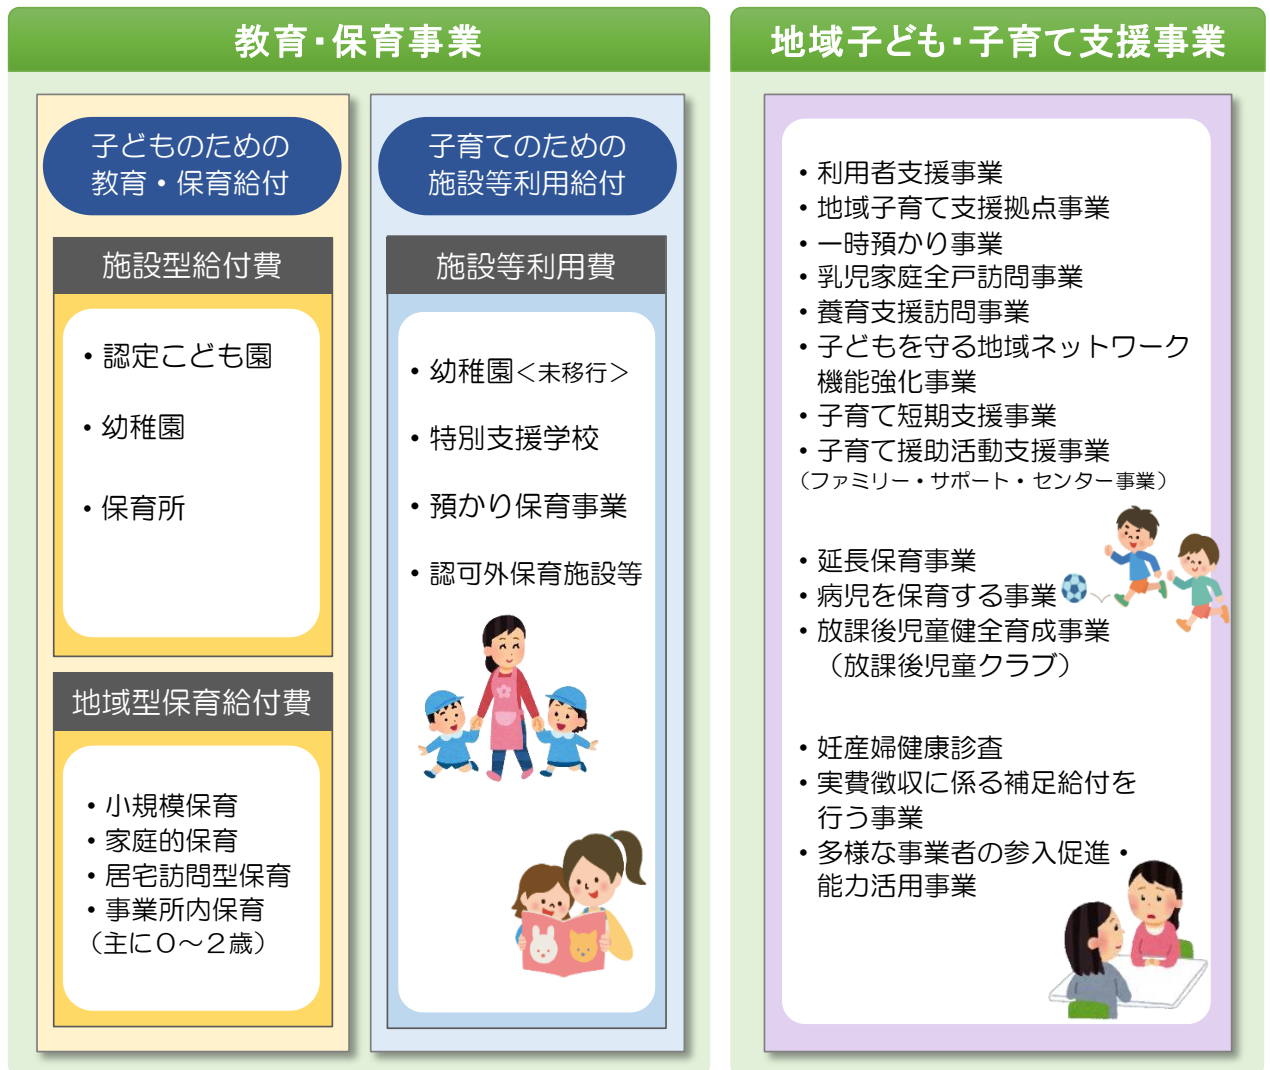 教育・保育事業
子どものための
教育・保育給付
施設型給付費
・認定こども園
・幼稚園
・保育所
地域型保育給付費
・小規模保育
・家庭的保育
・居宅訪問型保育
・事業所内保育
（主に０～２歳）
子育てのための
施設等利用給付
施設等利用費
・幼稚園＜未移行＞
・特別支援学校
・預かり保育事業
・認可外保育施設等
地域子ども・子育て支援事業
・利用者支援事業
・地域子育て支援拠点事業
・一時預かり事業
・乳児家庭全戸訪問事業
・養育支援訪問事業
・子どもを守る地域ネットワーク
機能強化事業
・子育て短期支援事業
・子育て援助活動支援事業
（ファミリー・サポート・センター事業）
・延長保育事業
・病児を保育する事業
・放課後児童健全育成事業
（放課後児童クラブ）
・妊産婦健康診査
・実費徴収に係る補足給付を
行う事業
・多様な事業者の参入促進・
能力活用事業